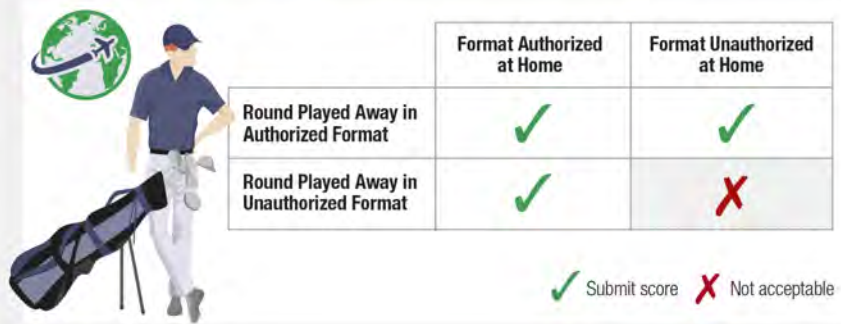 Format Authorized
at Home
Format Unauthorized
at Home
Round Played Away in
Authorized Format
Round Played Away in
Unauthorized Format
Submit score
Not acceptable